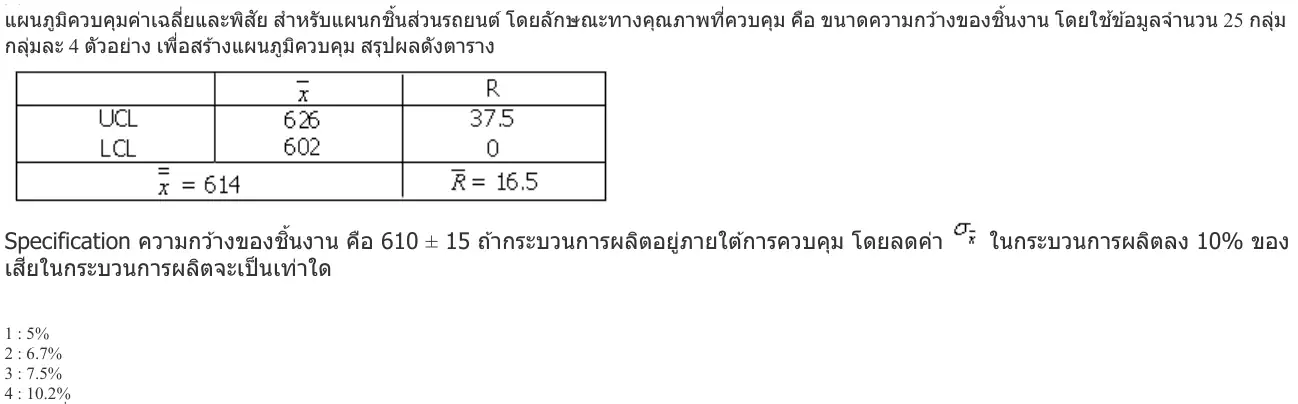 แผนภูมิควบคุมค่าเฉลี่ยและพิสัย สำหรับแผนกชิ้นส่วนรถยนต์ โดยลักษณะทางคุณภาพที่ควบคุม คือ ขนาดความกว้างของชิ้นงาน โดยใช้ข้อมูลจำนวน 25 กลุ่ม
กลุ่มละ 4 ตัวอย่าง เพื่อสร้างแผนภูมิควบคุม สรุปผลดังตาราง
x̄ R
UCL 626 37.5
LCL 602 0
x̿ = 614 R̄ = 16.5
Specification ความกว้างของชิ้นงาน คือ 610 ± 15 ถ้ากระบวนการผลิตอยู่ภายใต้การควบคุม โดยลดค่า σx̄ ในกระบวนการผลิตลง 10% ของ
เสียในกระบวนการผลิตจะเป็นเท่าใด
1 : 5%
2 : 6.7%
3 : 7.5%
4 : 10.2%